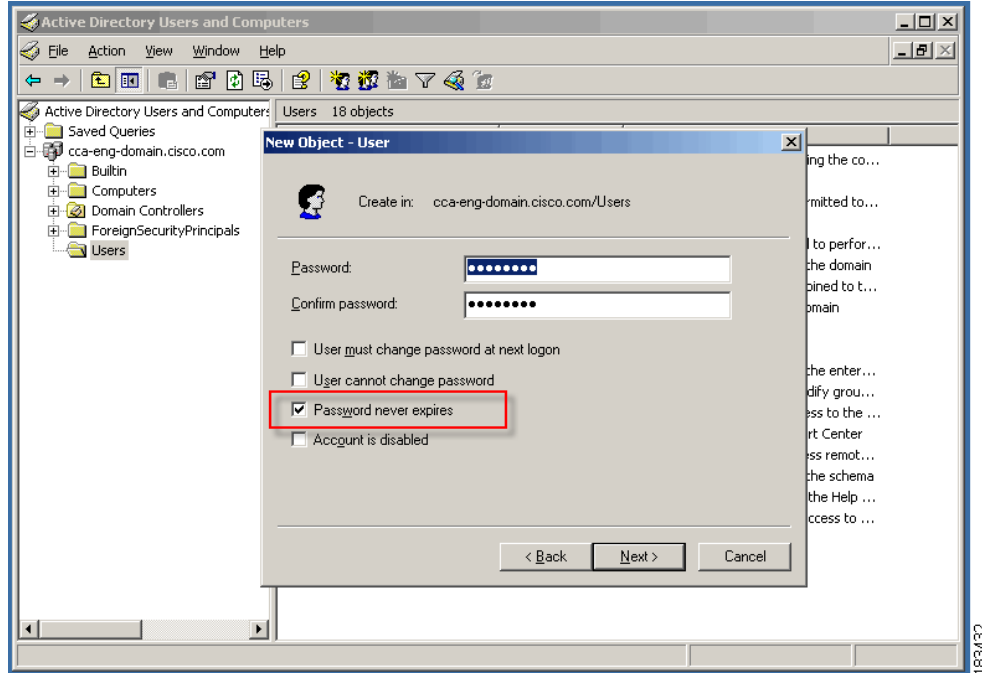 Active Directory Users and Computers
File Action View Window Help
Active Directory Users and Computers
Users 18 objects
Saved Queries
cca-eng-domain.cisco.com
Builtin
Computers
Domain Controllers
ForeignSecurityPrincipals
Users
New Object - User
Create in: cca-eng-domain.cisco.com/Users
Password:
Confirm password:
User must change password at next logon
User cannot change password
Password never expires
Account is disabled
< Back
Next >
Cancel
ing the co...
rmitted to...
to perfor...
the domain
to t...
the enter...
dify grou...
to the ...
rt Center
remot...
the schema
the Help ...
ccess to ...
183432